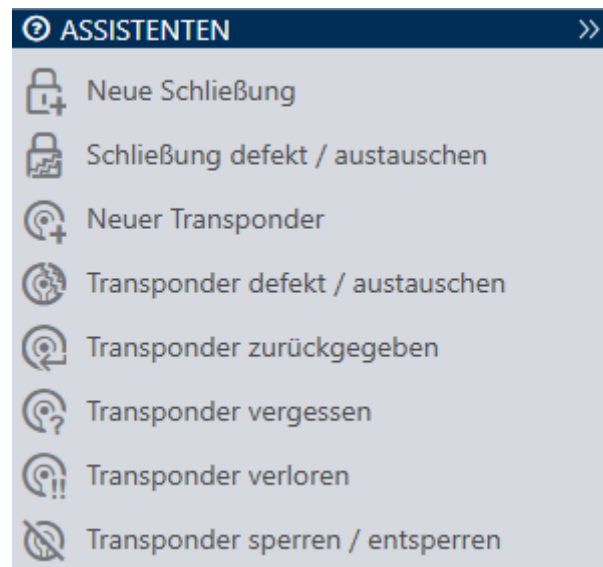 ASSISTENTEN
Neue Schließung
Schließung defekt / austauschen
Neuer Transponder
Transponder defekt / austauschen
Transponder zurückgegeben
Transponder vergessen
Transponder verloren
Transponder sperren / entsperren